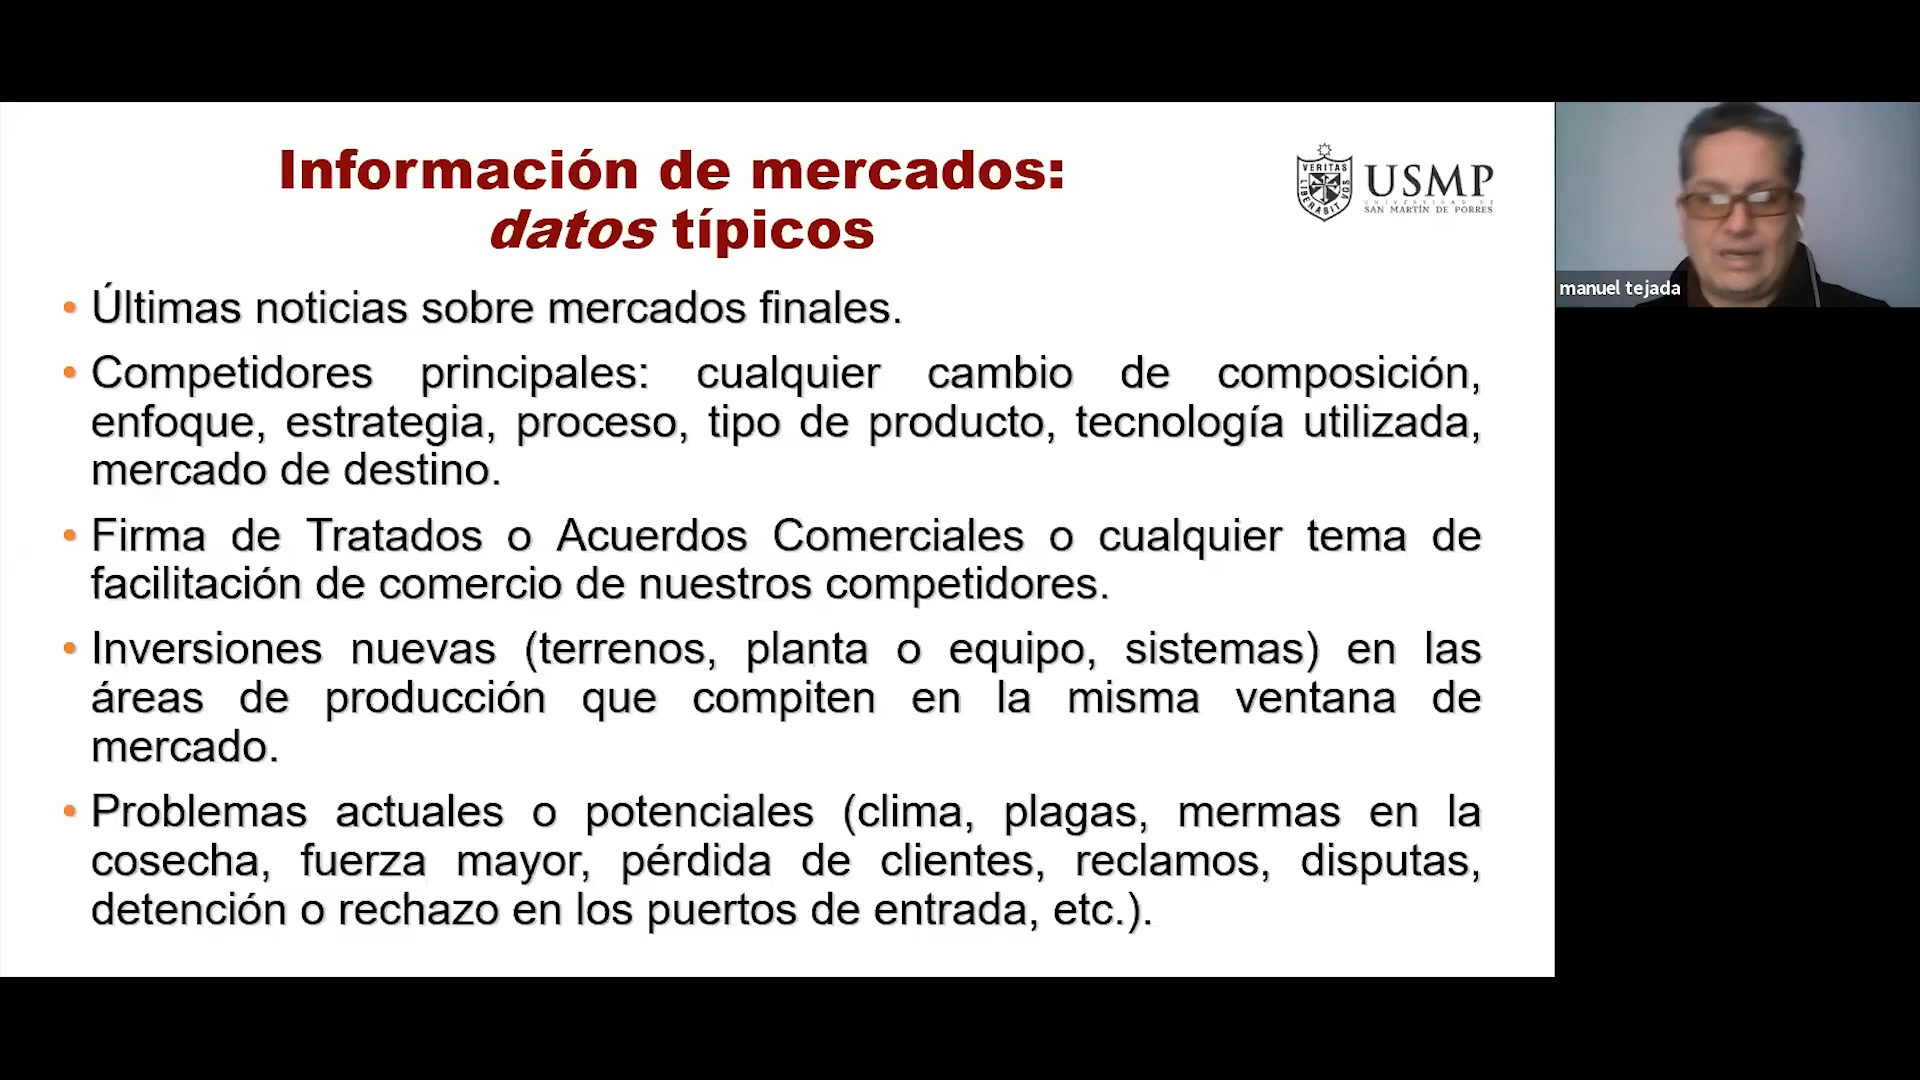 Información de mercados:
datos típicos
VERITAS
LIBERABIT VOS
USMP
UNIVERSIDAD DE
SAN MARTÍN DE PORRES
manuel tejada
• Últimas noticias sobre mercados finales.
• Competidores principales: cualquier cambio de composición,
enfoque, estrategia, proceso, tipo de producto, tecnología utilizada,
mercado de destino.
• Firma de Tratados o Acuerdos Comerciales o cualquier tema de
facilitación de comercio de nuestros competidores.
• Inversiones nuevas (terrenos, planta o equipo, sistemas) en las
áreas de producción que compiten en la misma ventana de
mercado.
• Problemas actuales o potenciales (clima, plagas, mermas en la
cosecha, fuerza mayor, pérdida de clientes, reclamos, disputas,
detención o rechazo en los puertos de entrada, etc.).